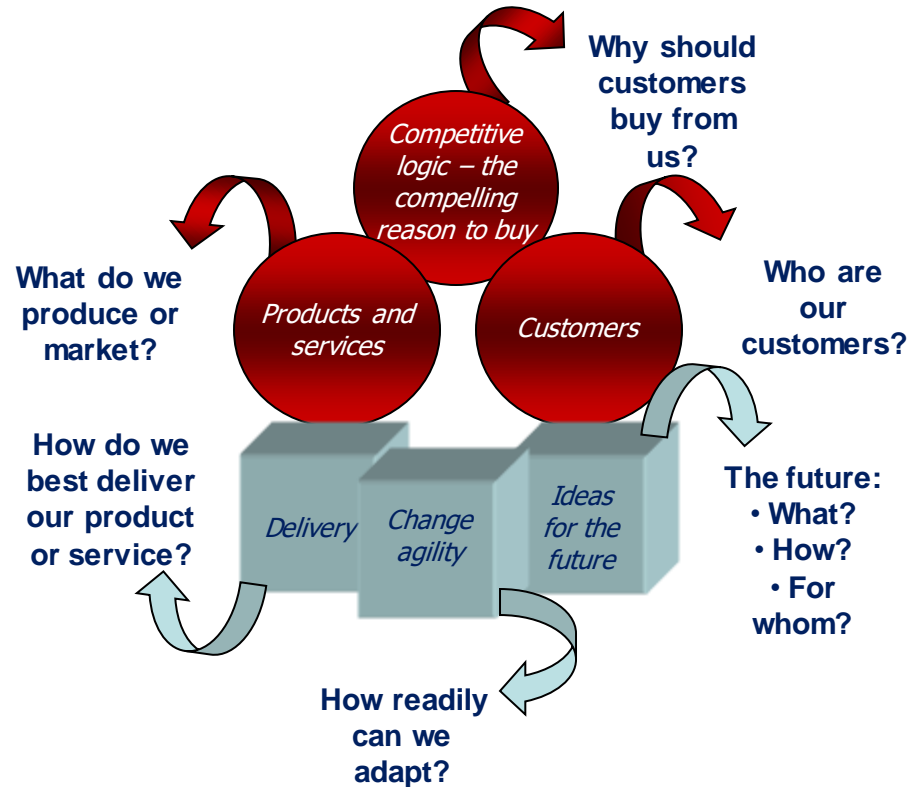 Why should
customers
buy from
us?
Competitive
logic – the
compelling
reason to buy
What do we
produce or
market?
Products and
services
Customers
Who are
our
customers?
How do we
best deliver
our product
or service?
Delivery
Change
agility
Ideas
for the
future
The future:
• What?
• How?
• For
whom?
How readily
can we
adapt?